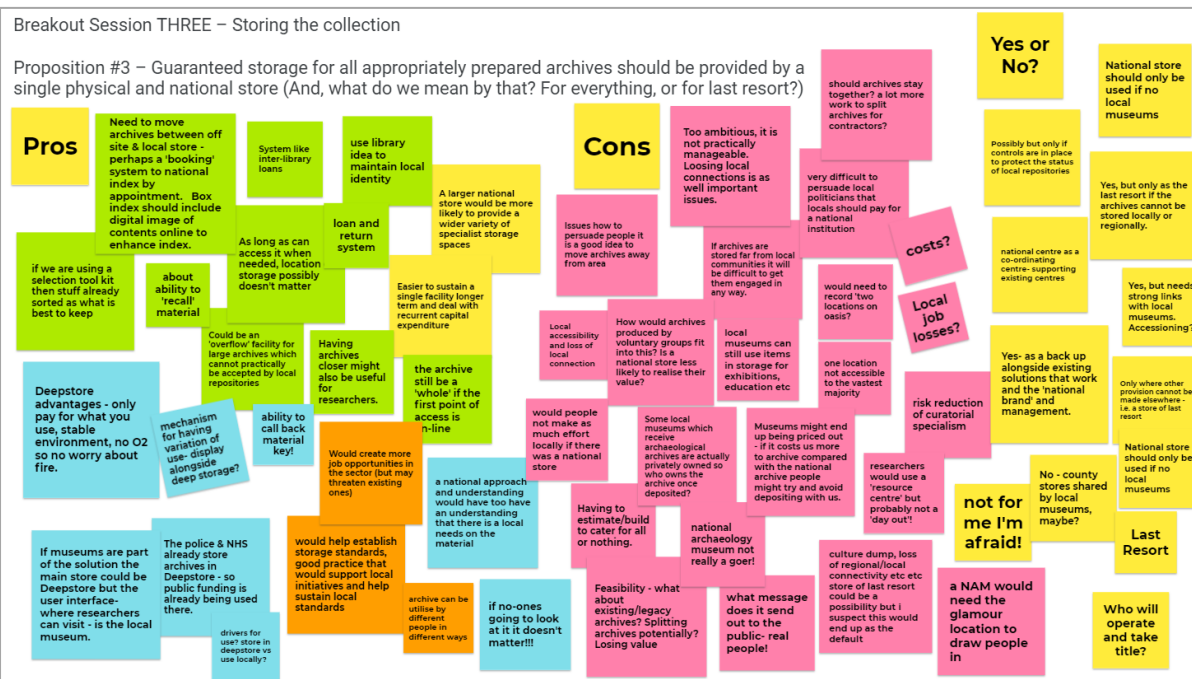 Breakout Session THREE – Storing the collection
Proposition #3 – Guaranteed storage for all appropriately prepared archives should be provided by a
single physical and national store (And, what do we mean by that? For everything, or for last resort?)
Pros
Need to move
archives between off
site & local store -
perhaps a 'booking'
system to national
index by
appointment. Box
index should include
digital image of
contents online to
enhance index.
System like
inter-library
loans
use library
idea to
maintain local
identity
A larger national
store would be more
likely to provide a
wider variety of
specialist storage
spaces
if we are using a
selection tool kit
then stuff already
sorted as what is
best to keep
about
ability to
'recall'
material
As long as can
access it when
needed, location
storage possibly
doesn't matter
loan and
return
system
Easier to sustain a
single facility longer
term and deal with
recurrent capital
expenditure
Could be an
'overflow' facility for
large archives which
cannot practically
be accepted by local
repositories
Having
archives
closer might
also be useful
for
researchers.
the archive
still be a
'whole' if the
first point of
access is
on-line
Deepstore
advantages - only
pay for what you
use, stable
environment, no O2
so no worry about
fire.
mechanism
for having
variation of
use- display
alongside
deep storage?
ability to
call back
material
key!
Would create more
job opportunities in
the sector (but may
threaten existing
ones)
a national approach
and understanding
would have too have
an understanding
that there is a local
needs on the
material
If museums are part
of the solution the
main store could be
Deepstore but the
user interface-
where researchers
can visit - is the local
museum.
The police & NHS
already store
archives in
Deepstore - so
public funding is
already being used
there.
drivers for
use? store in
deepstore vs
use locally?
would help establish
storage standards,
good practice that
would support local
initiatives and help
sustain local
standards
archive can be
utilise by
different
people in
different ways
if no-ones
going to look
at it it doesn't
matter!!!
Cons
Too ambitious, it is
not practically
manageable.
Loosing local
connections is as
well important
issues.
should archives stay
together? a lot more
work to split
archives for
contractors?
very difficult to
persuade local
politicians that
locals should pay for
a national
institution
Issues how to
persuade people it
is a good idea to
move archives away
from area
If archives are
stored far from local
communities it will
be difficult to get
them engaged in
any way.
costs?
would need to
record 'two
locations on
oasis?
Local
job
losses?
Local
accessibility
and loss of
local
connection
How would archives
produced by
voluntary groups fit
into this? Is a
national store less
likely to realise their
value?
local
museums can
still use items
in storage for
exhibitions,
education etc
one location
not accessible
to the vastest
majority
risk reduction
of curatorial
specialism
would people
not make as
much effort
locally if there
was a national
store
Some local
museums which
receive
archaeological
archives are actually
privately owned so
who owns the
archive once
deposited?
Museums might end
up being priced out
- if it costs us more
to archive compared
with the national
archive people
might try and avoid
depositing with us.
researchers
would use a
'resource
centre' but
probably not a
'day out'!
Having to
estimate/build
to cater for all
or nothing.
national
archaeology
museum not
really a goer!
Feasibility - what
about
existing/legacy
archives? Splitting
archives potentially?
Losing value
what message
does it send
out to the
public- real
people!
culture dump, loss
of regional/local
connectivity etc etc
store of last resort
could be a
possibility but i
suspect this would
end up as the
default
a NAM would
need the
glamour
location to
draw people
in
Yes or
No?
National store
should only be
used if no
local
museums
Possibly but only if
controls are in place
to protect the status
of local repositories
Yes, but only as the
last resort if the
archives cannot be
stored locally or
regionally.
national centre as a
co-ordinating
centre- supporting
existing centres
Yes, but needs
strong links
with local
museums.
Accessioning?
Yes- as a back up
alongside existing
solutions that work
and the 'national
brand' and
management.
Only where other
provision cannot be
made elsewhere -
i.e. a store of last
resort
National store
should only be
used if no
local
museums
No - county
stores shared
by local
museums,
maybe?
not for
me I'm
afraid!
Last
Resort
Who will
operate
and take
title?